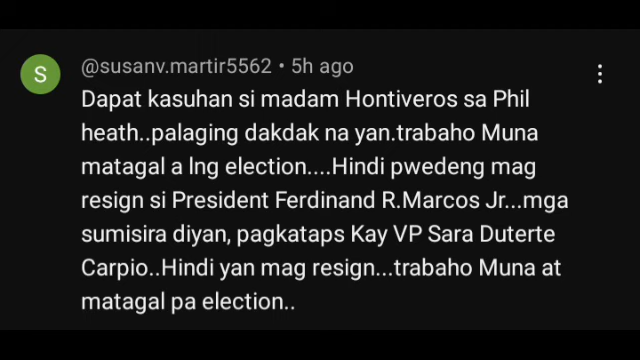 S
@susanv.martir5562 • 5h ago
Dapat kasuhan si madam Hontiveros sa Phil
heath..palaging dakdak na yan.trabaho Muna
matagal a lng election....Hindi pwedeng mag
resign si President Ferdinand R.Marcos Jr...mga
sumisira diyan, pagkataps Kay VP Sara Duterte
Carpio..Hindi yan mag resign...trabaho Muna at
matagal pa election..